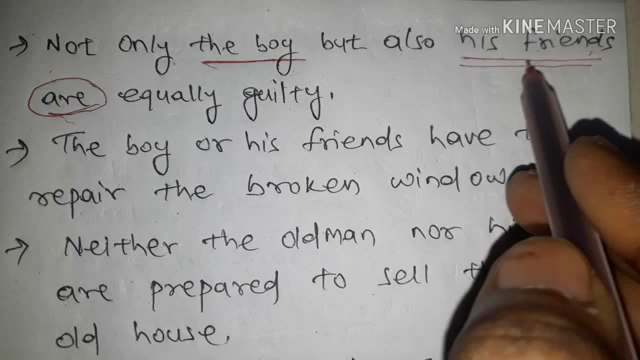 Made with KINEMASTER
→ Not only the boy but also his friends
are equally guilty.
→ The boy or his friends have
repair the broken window
→ Neither the oldman nor
are prepared to sell
old house.